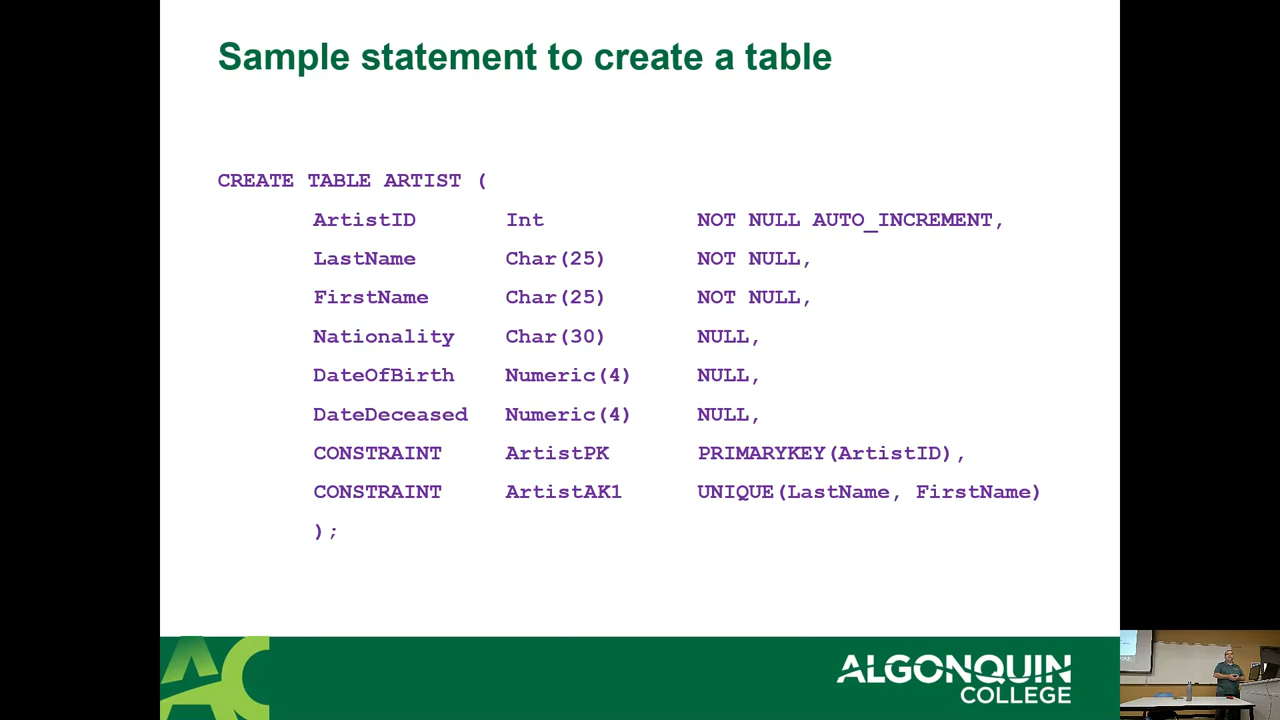 Sample statement to create a table
CREATE TABLE ARTIST (
ArtistID Int NOT NULL AUTO_INCREMENT,
LastName Char(25) NOT NULL,
FirstName Char(25) NOT NULL,
Nationality Char(30) NULL,
DateOfBirth Numeric(4) NULL,
DateDeceased Numeric(4) NULL,
CONSTRAINT ArtistPK PRIMARYKEY(ArtistID),
CONSTRAINT ArtistAK1 UNIQUE(LastName, FirstName)
);
AC
ALGONQUIN
COLLEGE